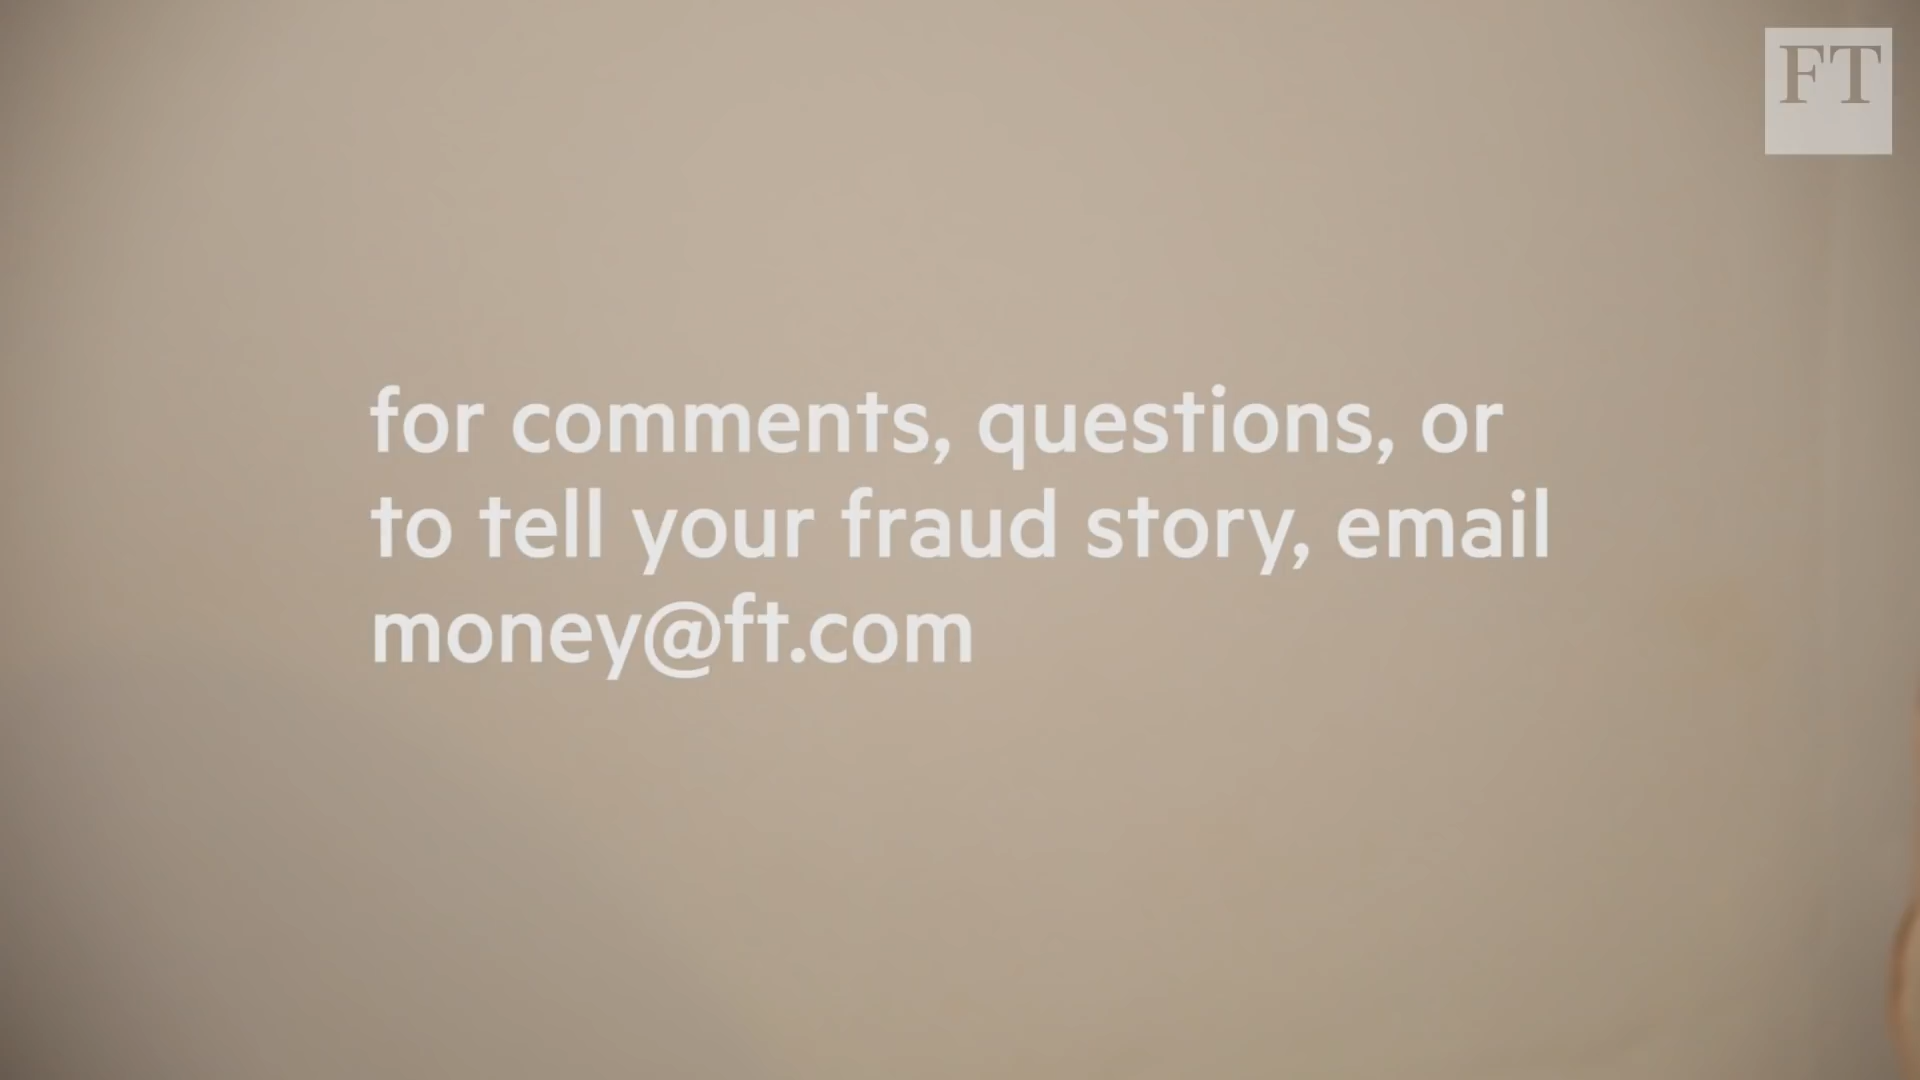 FT
for comments, questions, or
to tell your fraud story, email
money@ft.com